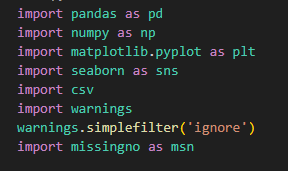 import pandas as pd
import numpy as np
import matplotlib.pyplot as plt
import seaborn as sns
import csv
import warnings
warnings.simplefilter('ignore')
import missingno as msn